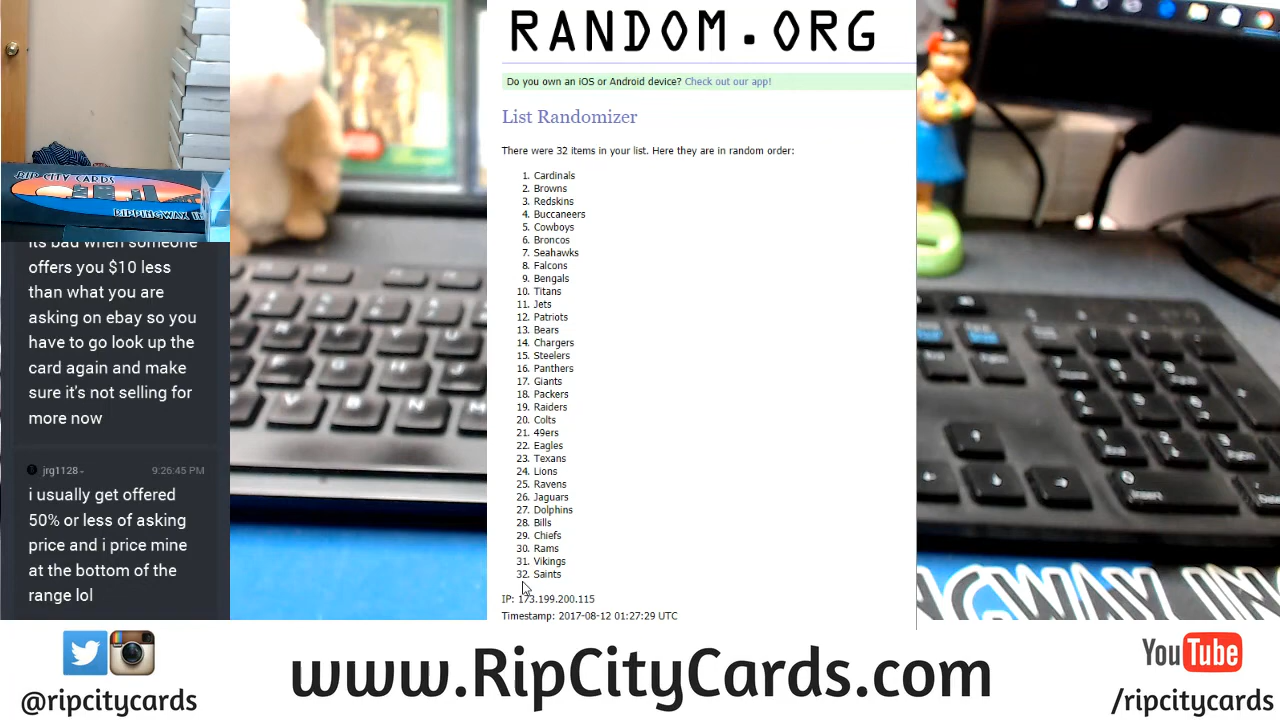 RIP CITY CARDS
RIPPINGWAX IN
its bad when someone
offers you $10 less
than what you are
asking on ebay so you
have to go look up the
card again and make
sure it's not selling for
more now
jrg1128
9:26:45 PM
i usually get offered
50% or less of asking
price and i price mine
at the bottom of the
range lol
RANDOM.ORG
Do you own an iOS or Android device? Check out our app!
List Randomizer
There were 32 items in your list. Here they are in random order:
1. Cardinals
2. Browns
3. Redskins
4. Buccaneers
5. Cowboys
6. Broncos
7. Seahawks
8. Falcons
9. Bengals
10. Titans
11. Jets
12. Patriots
13. Bears
14. Chargers
15. Steelers
16. Panthers
17. Giants
18. Packers
19. Raiders
20. Colts
21. 49ers
22. Eagles
23. Texans
24. Lions
25. Ravens
26. Jaguars
27. Dolphins
28. Bills
29. Chiefs
30. Rams
31. Vikings
32. Saints
IP: 173.199.200.115
Timestamp: 2017-08-12 01:27:29 UTC
@ripcitycards
www.RipCityCards.com
YouTube
/ripcitycards